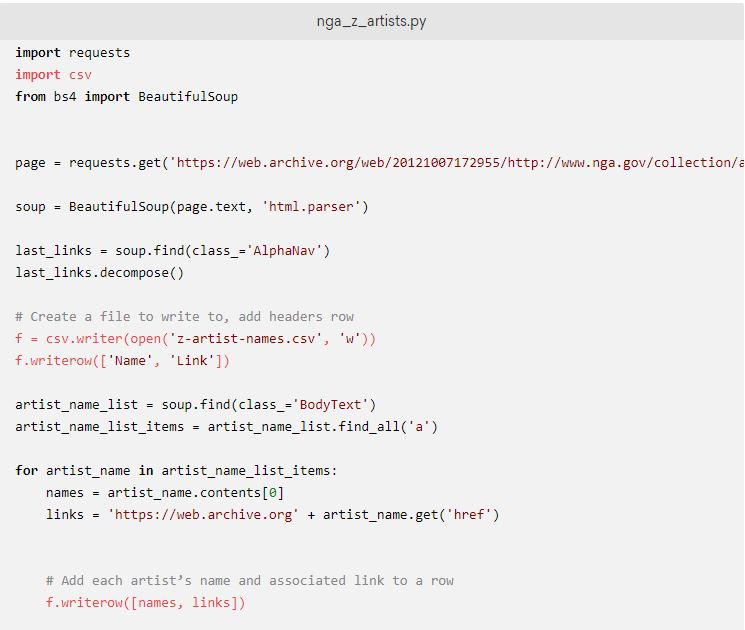 nga_z_artists.py
import requests
import csv
from bs4 import BeautifulSoup
page = requests.get('https://web.archive.org/web/20121007172955/http://www.nga.gov/collection/a
soup = BeautifulSoup(page.text, 'html.parser')
last_links = soup.find(class_='AlphaNav')
last_links.decompose()
# Create a file to write to, add headers row
f = csv.writer(open('z-artist-names.csv', 'w'))
f.writerow(['Name', 'Link'])
artist_name_list = soup.find(class_='BodyText')
artist_name_list_items = artist_name_list.find_all('a')
for artist_name in artist_name_list_items:
    names = artist_name.contents[0]
    links = 'https://web.archive.org' + artist_name.get('href')
    # Add each artist’s name and associated link to a row
    f.writerow([names, links])